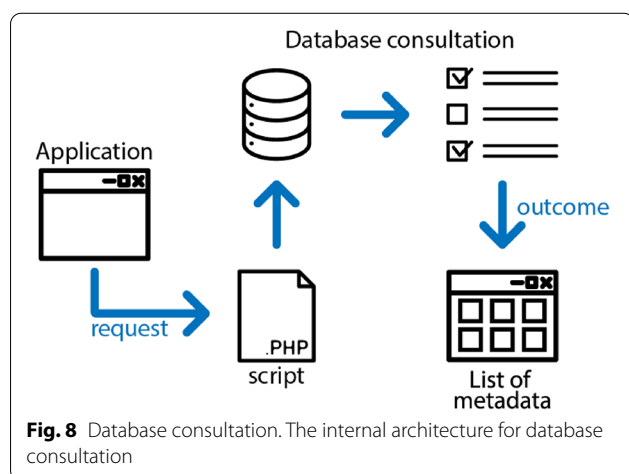 Database consultation
Application
outcome
request
.PHP
script
List of
metadata
Fig. 8 Database consultation. The internal architecture for database
consultation